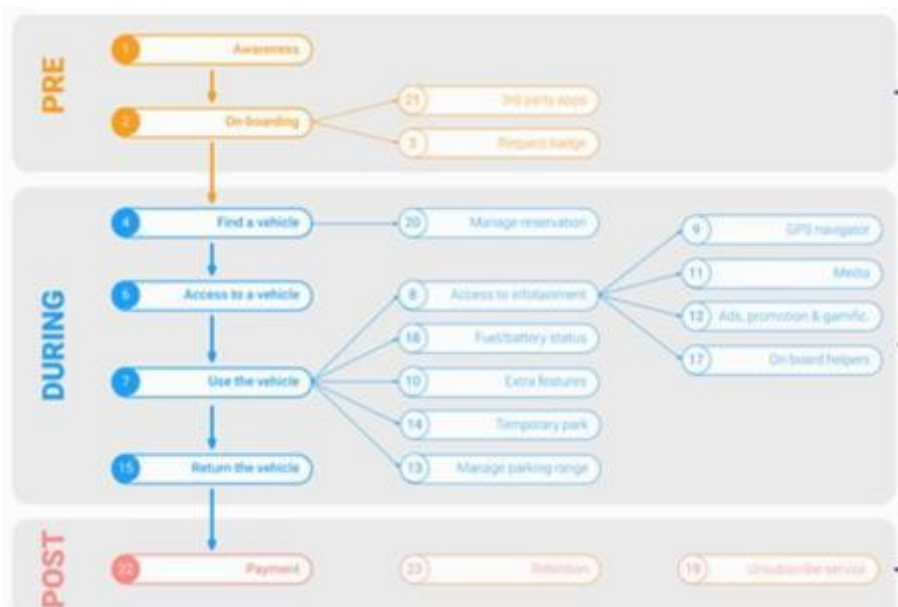 PRE
1 Awareness
2 On-boarding
21 3rd party apps
3 Request badge
DURING
4 Find a vehicle
20 Manage reservation
9 GPS navigator
11 Media
6 Access to a vehicle
8 Access to infotainment
12 Ads, promotion & gamific.
18 Fuel/battery status
17 On board helpers
7 Use the vehicle
10 Extra features
14 Temporary park
15 Return the vehicle
13 Manage parking range
POST
22 Payment
23 Retention
19 Unsubscribe service